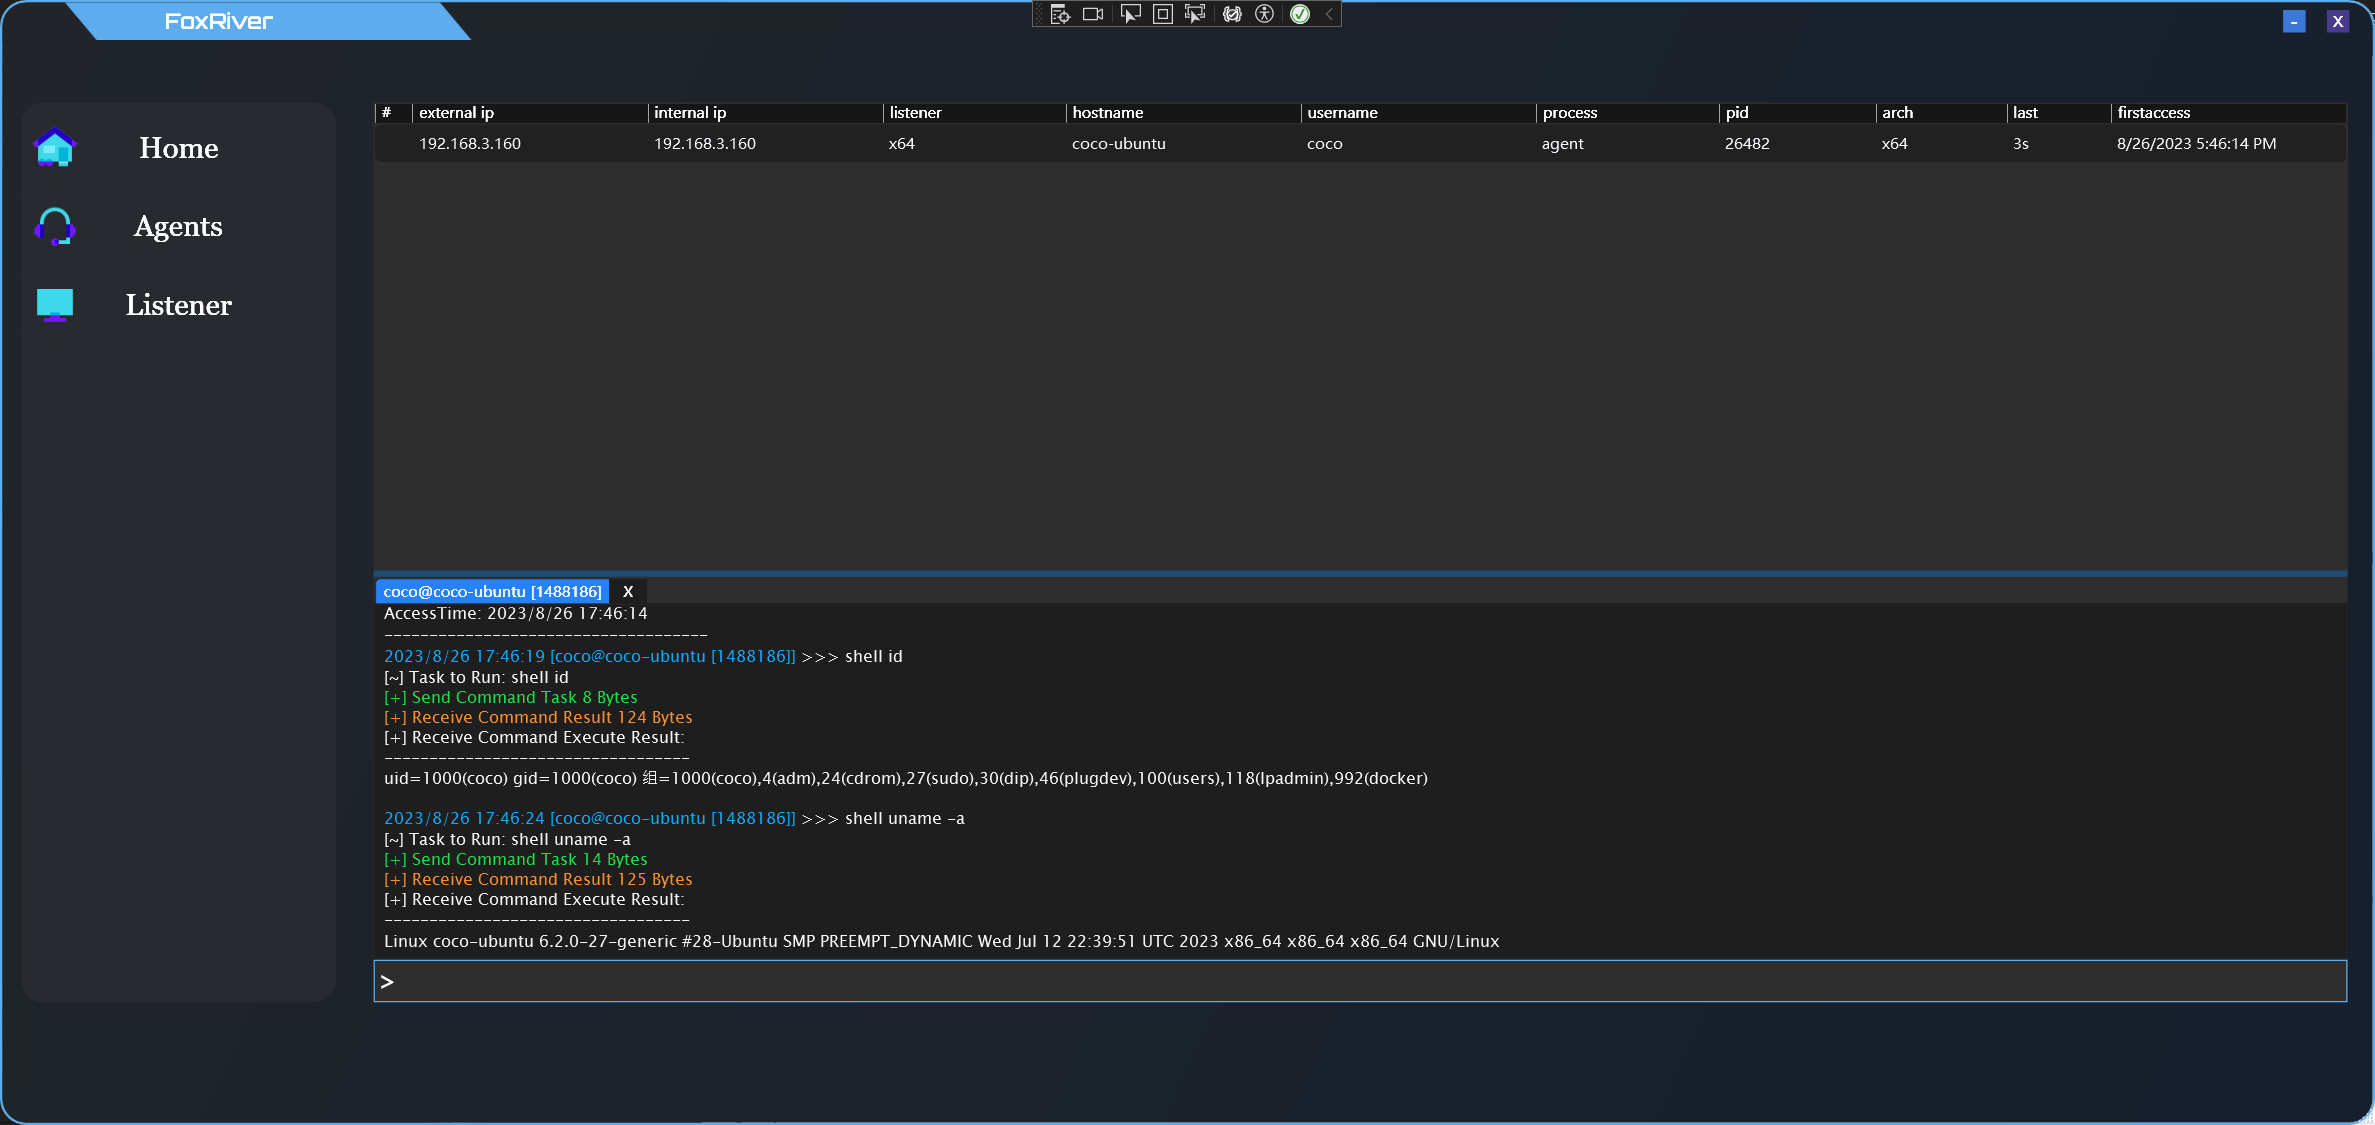 FoxRiver
- X
Home
Agents
Listener
# external ip internal ip listener hostname username process pid arch last firstaccess
192.168.3.160 192.168.3.160 x64 coco-ubuntu coco agent 26482 x64 3s 8/26/2023 5:46:14 PM
coco@coco-ubuntu [1488186] X
AccessTime: 2023/8/26 17:46:14
------------------------------------
2023/8/26 17:46:19 [coco@coco-ubuntu [1488186]] >>> shell id
[~] Task to Run: shell id
[+] Send Command Task 8 Bytes
[+] Receive Command Result 124 Bytes
[+] Receive Command Execute Result:
----------------------------------
uid=1000(coco) gid=1000(coco) 组=1000(coco),4(adm),24(cdrom),27(sudo),30(dip),46(plugdev),100(users),118(lpadmin),992(docker)
2023/8/26 17:46:24 [coco@coco-ubuntu [1488186]] >>> shell uname -a
[~] Task to Run: shell uname -a
[+] Send Command Task 14 Bytes
[+] Receive Command Result 125 Bytes
[+] Receive Command Execute Result:
----------------------------------
Linux coco-ubuntu 6.2.0-27-generic #28-Ubuntu SMP PREEMPT_DYNAMIC Wed Jul 12 22:39:51 UTC 2023 x86_64 x86_64 x86_64 GNU/Linux
>